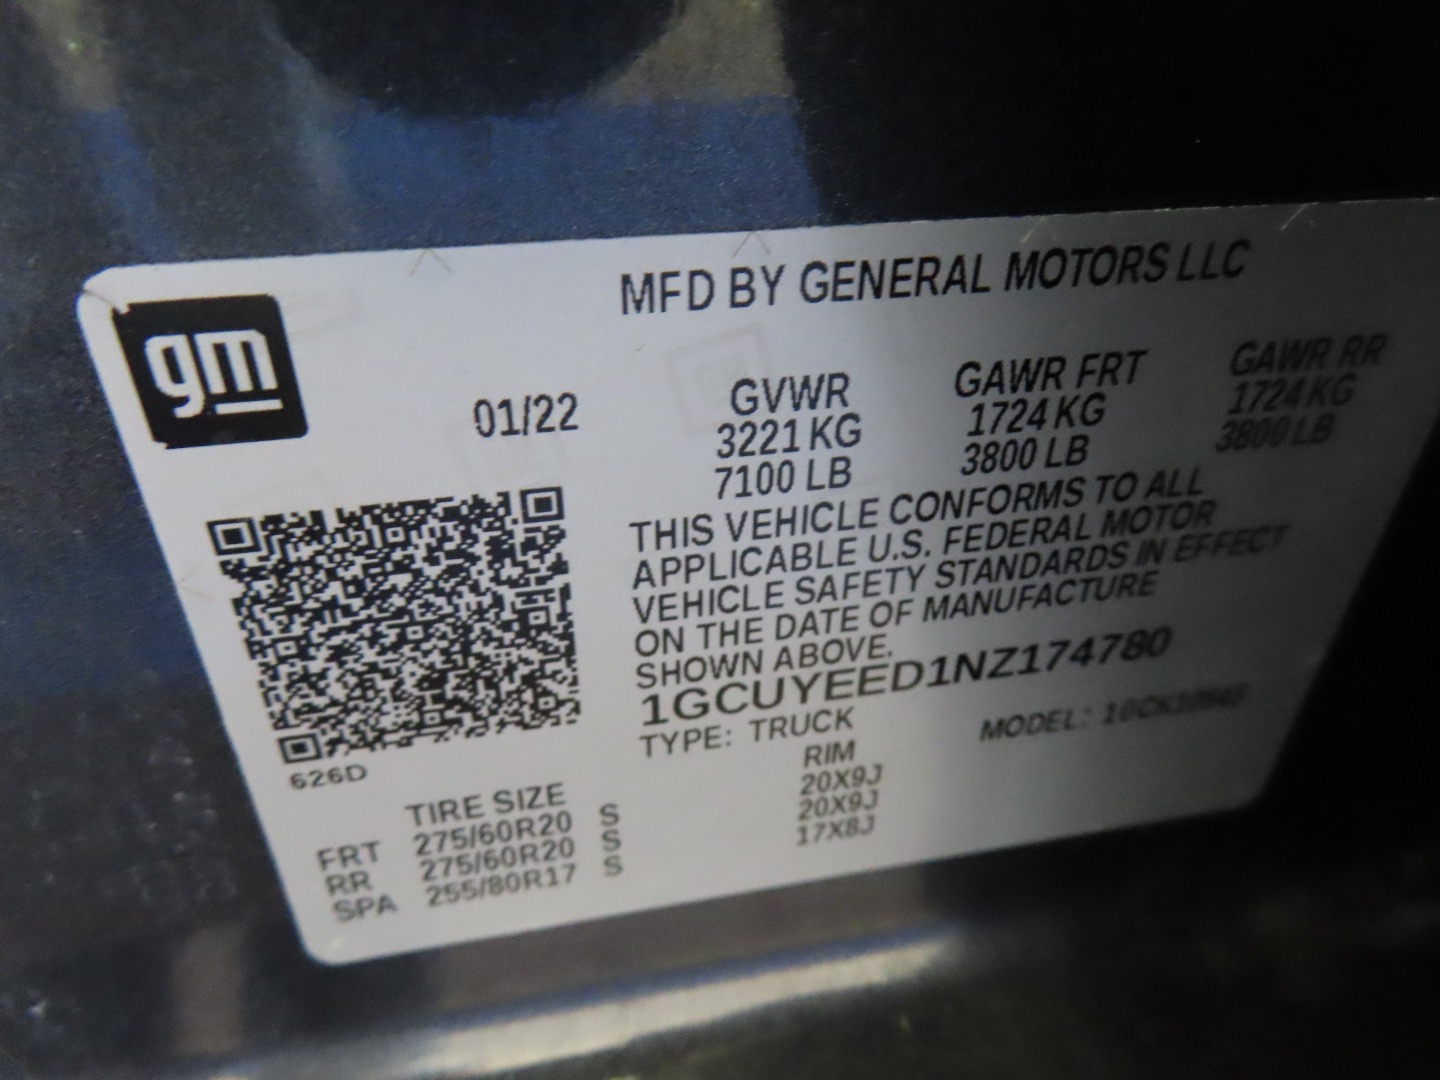 gm
MFD BY GENERAL MOTORS LLC
01/22
GVWR
3221 KG
7100 LB
GAWR FRT
1724 KG
3800 LB
GAWR RR
1724 KG
3800 LB
THIS VEHICLE CONFORMS TO ALL
APPLICABLE U.S. FEDERAL MOTOR
VEHICLE SAFETY STANDARDS IN EFFECT
ON THE DATE OF MANUFACTURE
SHOWN ABOVE.
1GCUYEED1NZ174780
TYPE: TRUCK
MODEL:
626D
TIRE SIZE RIM
FRT 275/60R20 S 20X9J
RR 275/60R20 S 20X9J
SPA 255/80R17 S 17X8J